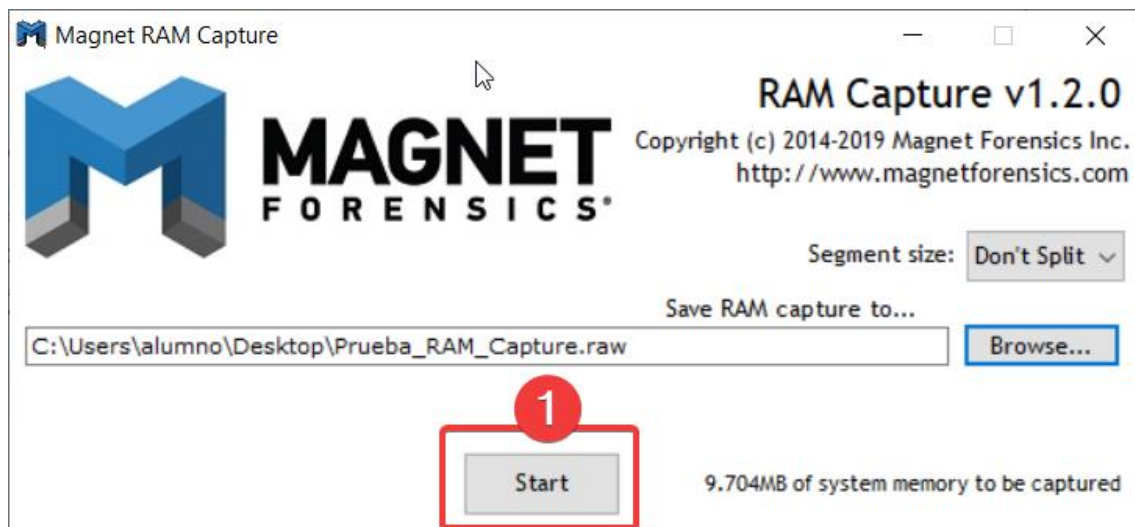 Magnet RAM Capture
RAM Capture v1.2.0
MAGNET
FORENSICS®
Copyright (c) 2014-2019 Magnet Forensics Inc.
http://www.magnetforensics.com
Segment size: Don't Split
Save RAM capture to...
C:\Users\alumno\Desktop\Prueba_RAM_Capture.raw Browse...
1
Start 9.704MB of system memory to be captured